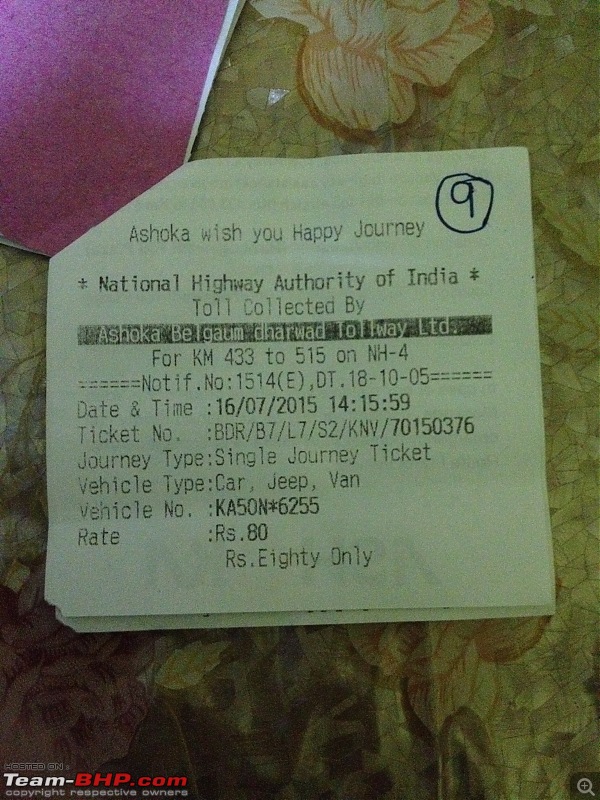 9
Ashoka wish you Happy Journey
* National Highway Authority of India *
Toll Collected By
Ashoka Belgaum dharwad Tollway Ltd.
For KM 433 to 515 on NH-4
======Notif.No:1514(E),DT.18-10-05======
Date & Time :16/07/2015 14:15:59
Ticket No. :BDR/B7/L7/S2/KNV/70150376
Journey Type:Single Journey Ticket
Vehicle Type:Car, Jeep, Van
Vehicle No. :KA50N*6255
Rate :Rs.80
Rs.Eighty Only
HOSTED ON :
Team-BHP.com
copyright respective owners